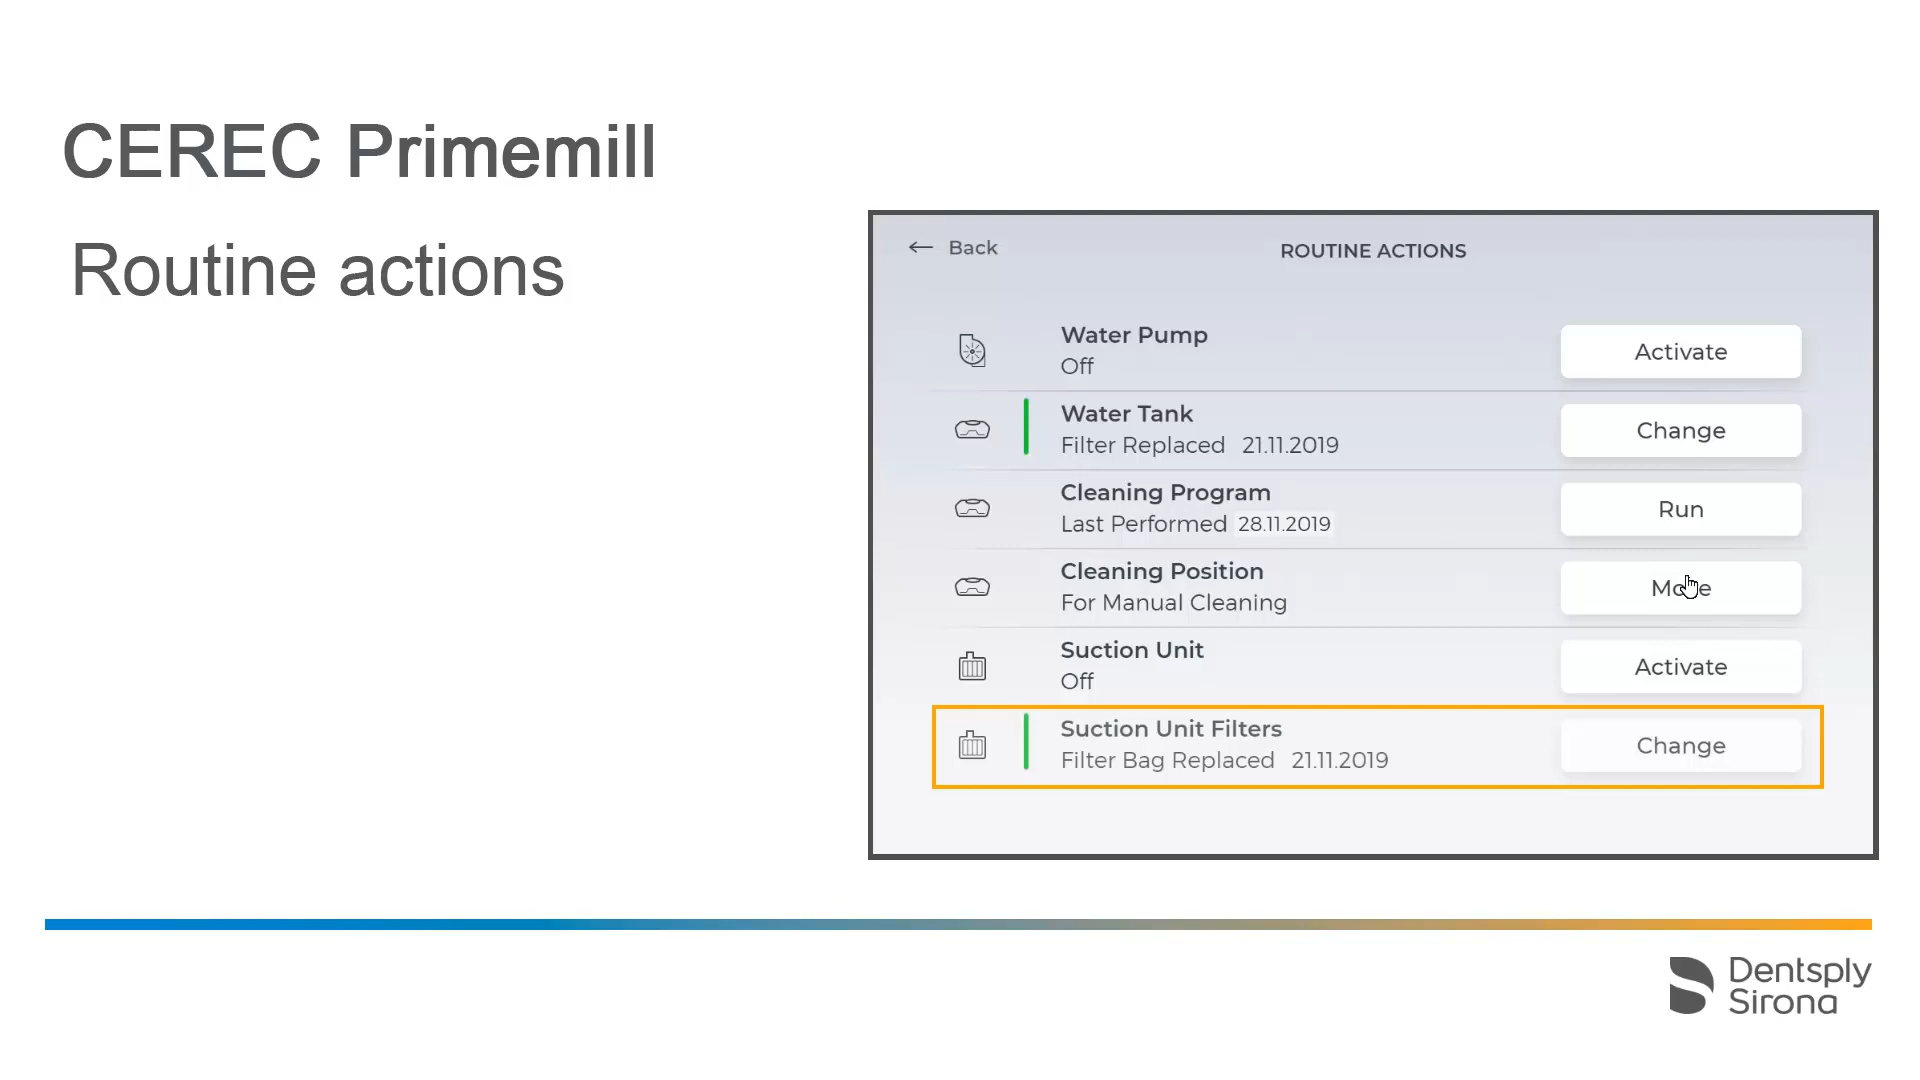 CEREC Primemill
Routine actions
Back
ROUTINE ACTIONS
Water Pump
Off
Activate
Water Tank
Filter Replaced 21.11.2019
Change
Cleaning Program
Last Performed 28.11.2019
Run
Cleaning Position
For Manual Cleaning
Suction Unit
Off
Activate
Suction Unit Filters
Filter Bag Replaced 21.11.2019
Change
Dentsply
Sirona